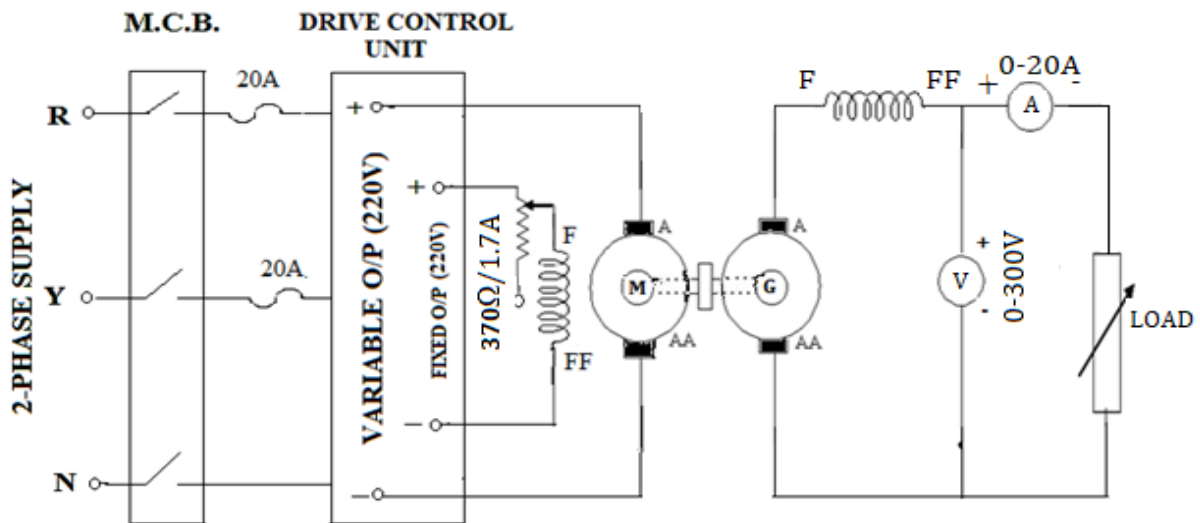 M.C.B.
DRIVE CONTROL
UNIT
20A
R
+
F
FF
+
0-20A
-
A
2-PHASE SUPPLY
VARIABLE O/P (220V)
+
FIXED O/P (220V)
370Ω/1.7A
F
A
A
Y
20A
M
G
V
+
-
0-300V
LOAD
FF
AA
AA
-
N
-